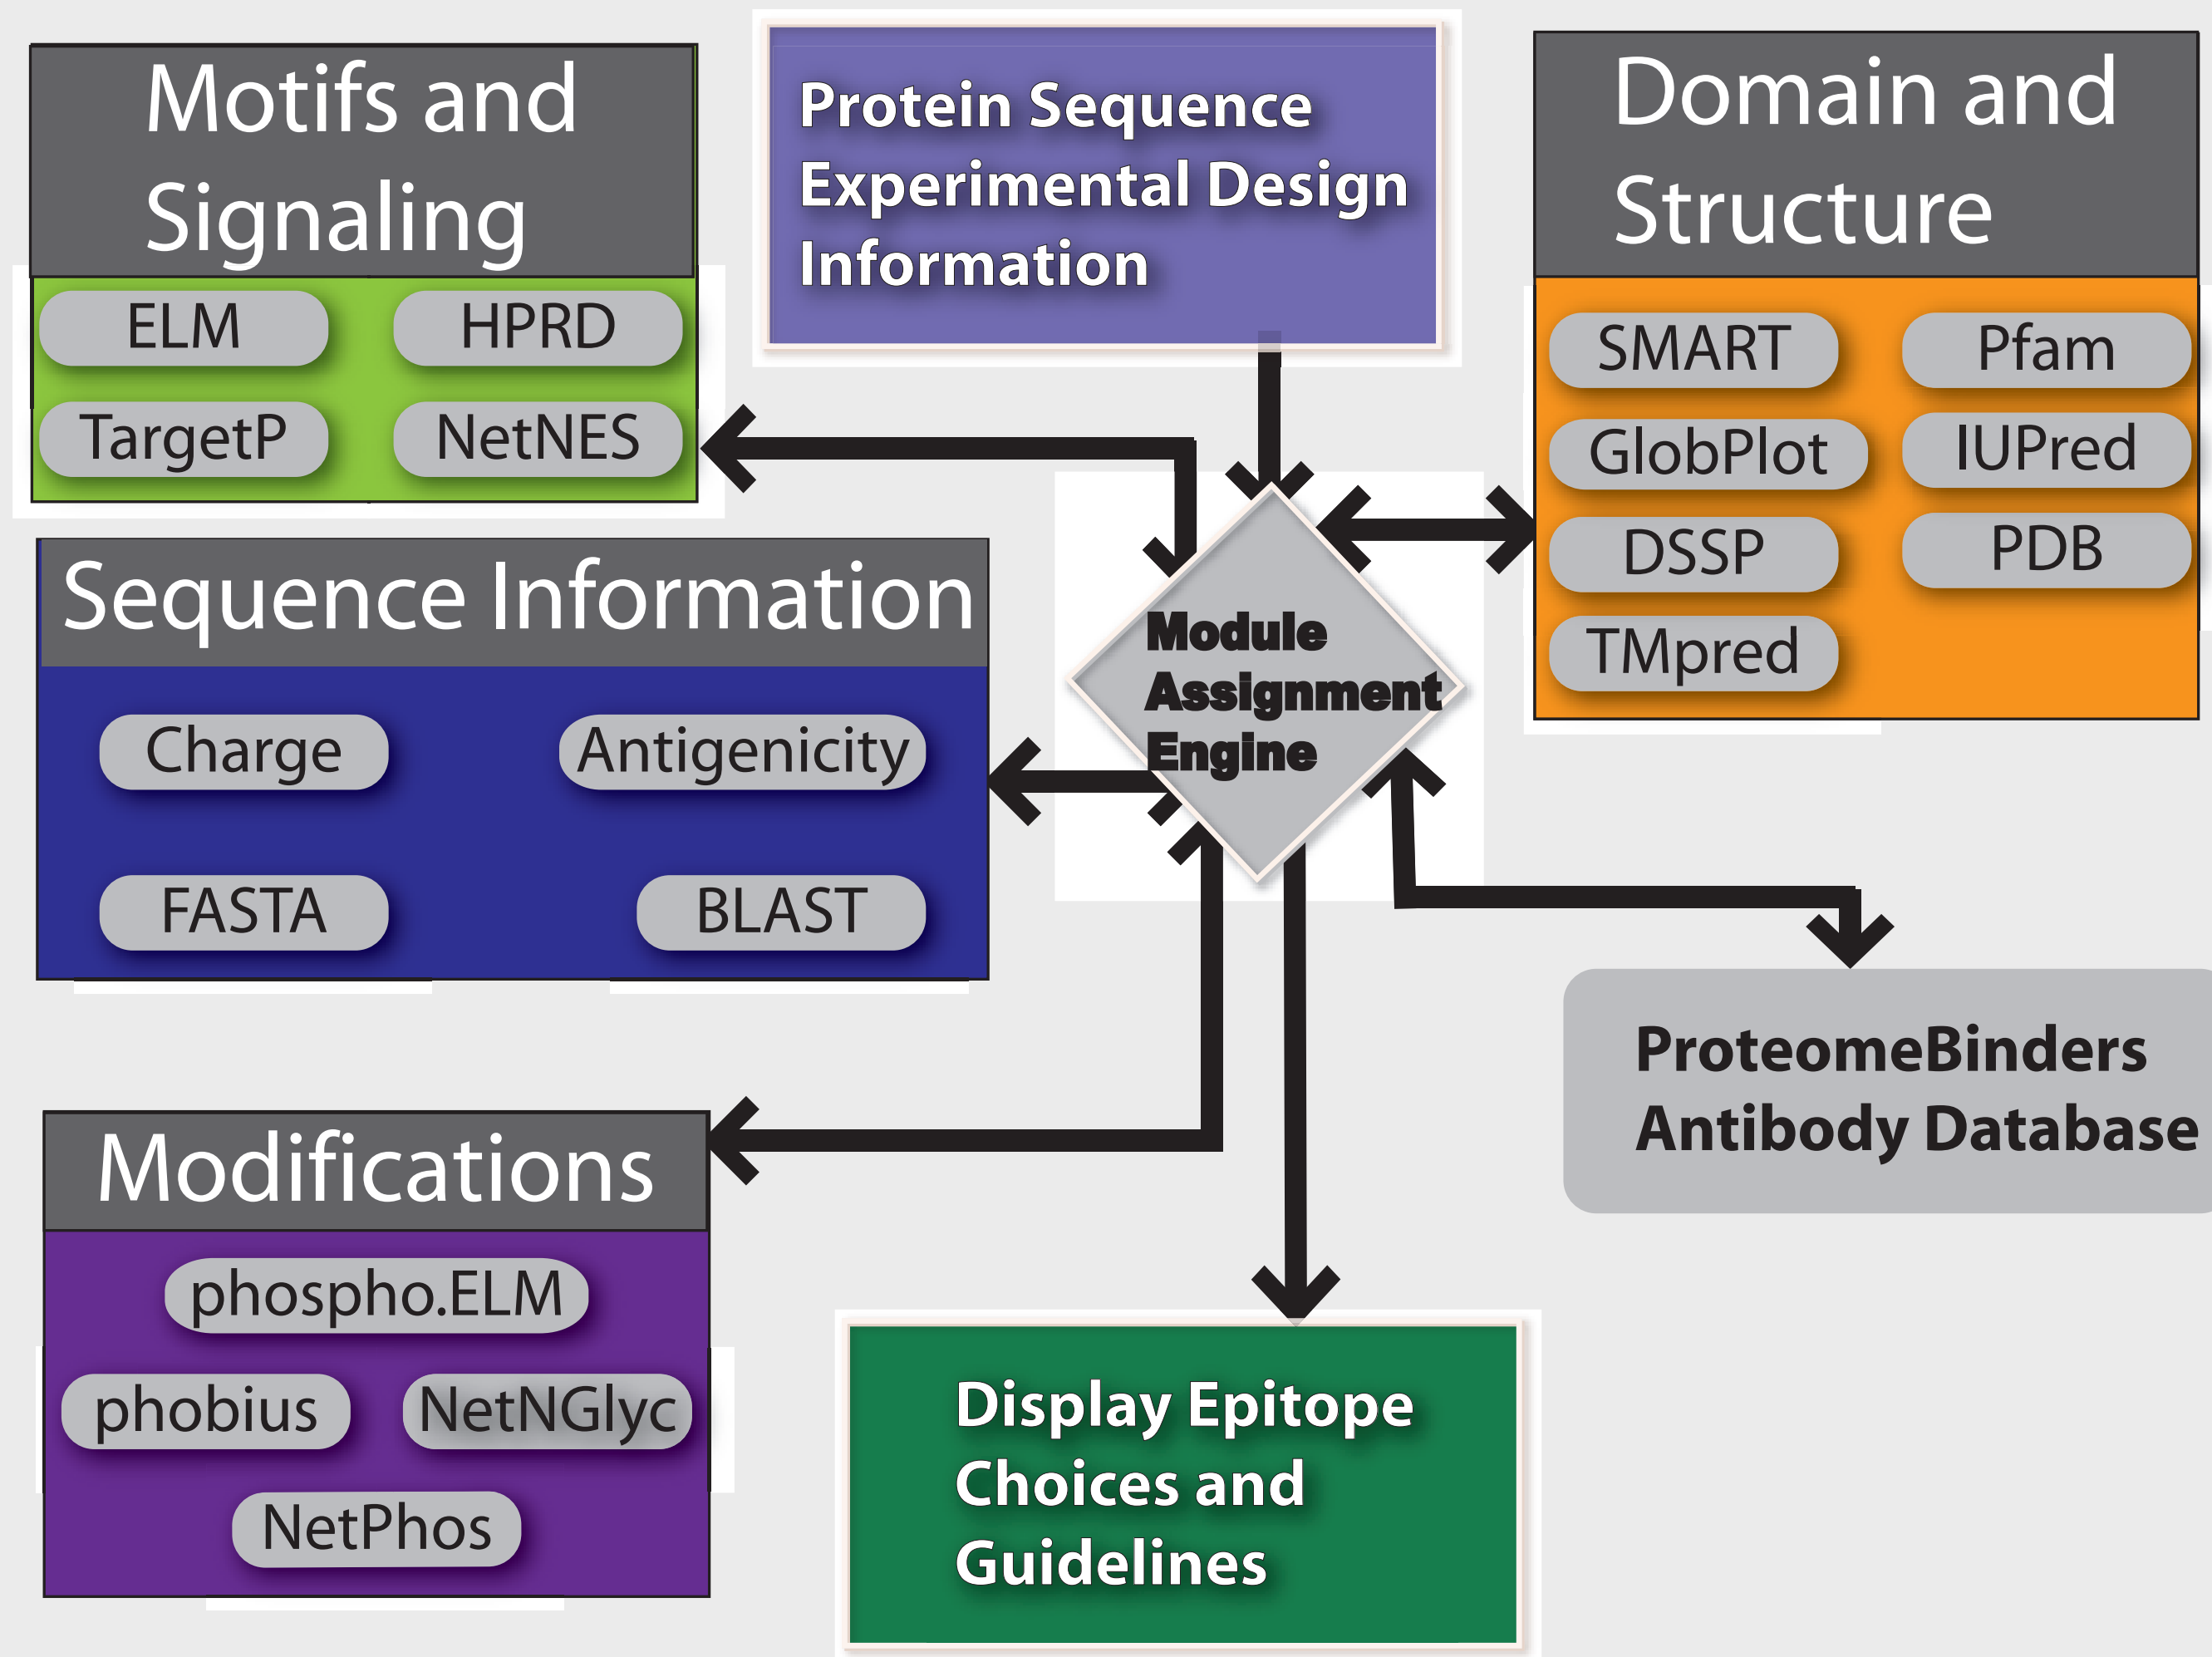 Motifs and
Signaling
ELM
HPRD
TargetP
NetNES
Protein Sequence
Experimental Design
Information
Domain and
Structure
SMART
Pfam
GlobPlot
IUPred
DSSP
PDB
TMpred
Sequence Information
Charge
Antigenicity
FASTA
BLAST
Module
Assignment
Engine
ProteomeBinders
Antibody Database
Modifications
phospho.ELM
phobius
NetNGlyc
NetPhos
Display Epitope
Choices and
Guidelines